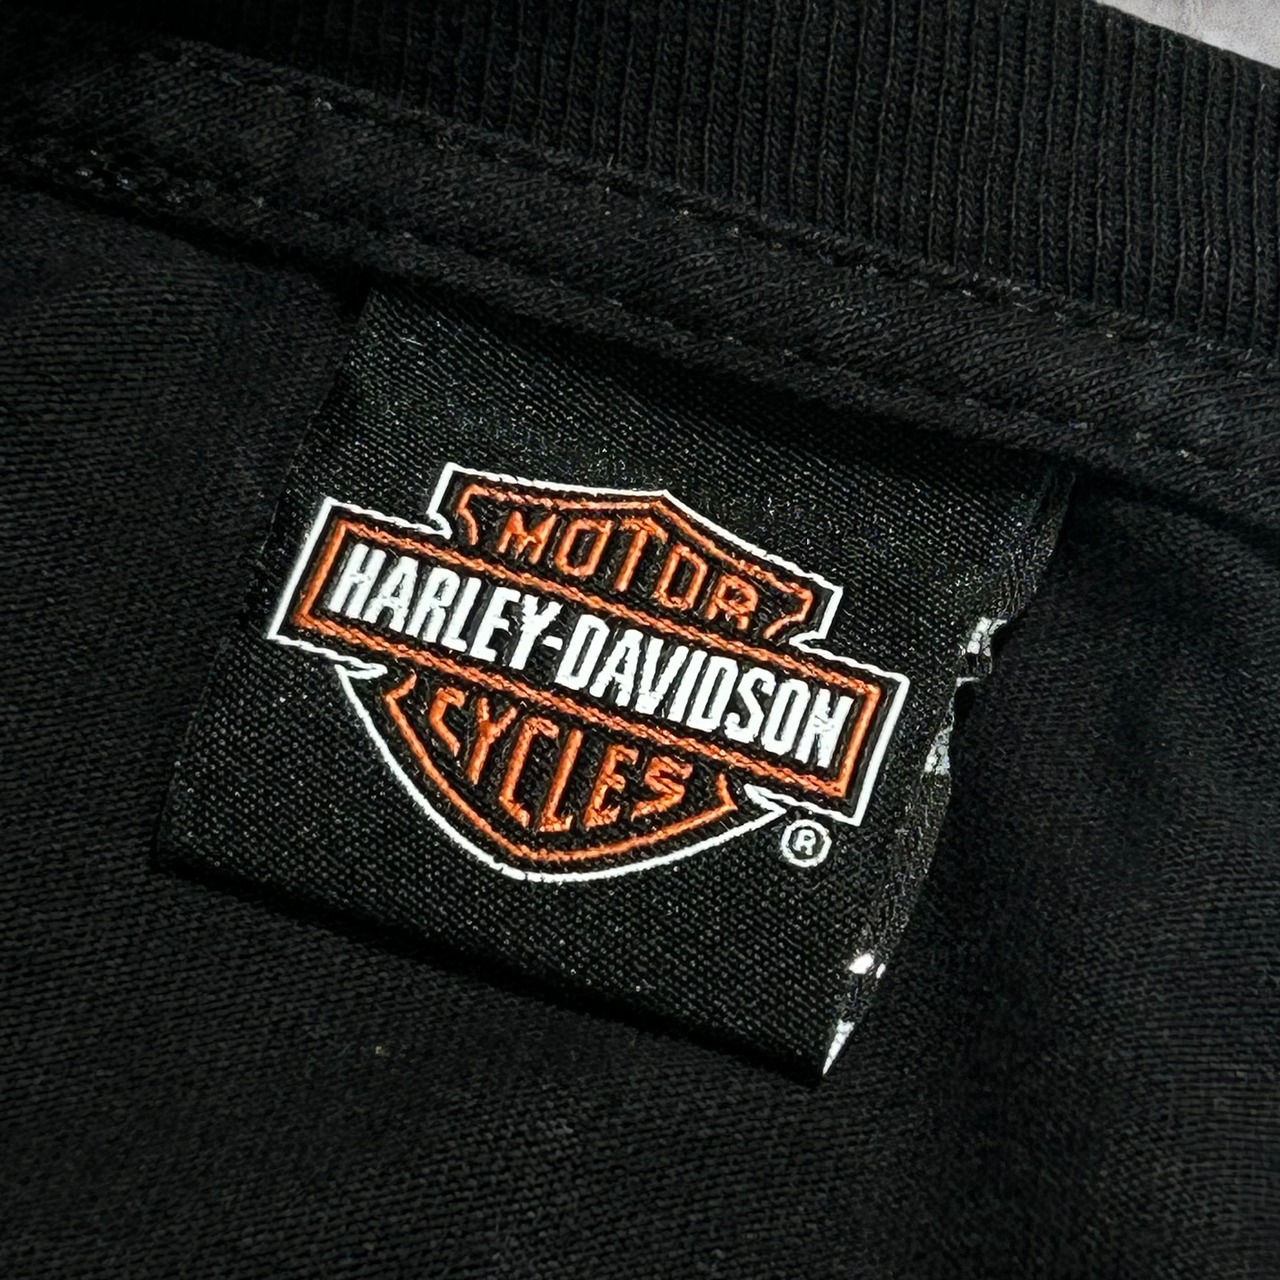 MOTOR
HARLEY-DAVIDSON
CYCLES
®